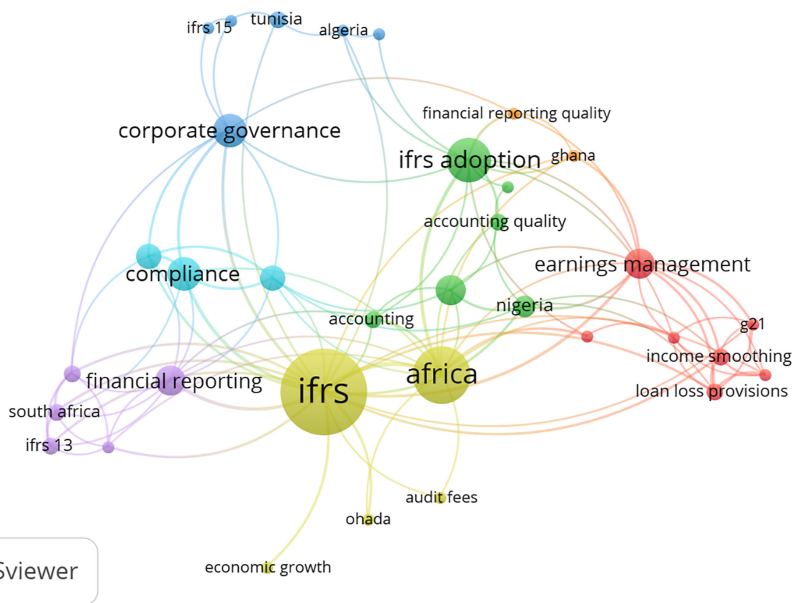 tunisia
ifrs 15
algeria
financial reporting quality
corporate governance
ifrs adoption
ghana
accounting quality
earnings management
compliance
nigeria
accounting
g21
income smoothing
africa
financial reporting
ifrs
loan loss provisions
south africa
ifrs 13
audit fees
ohada
economic growth
Sviewer